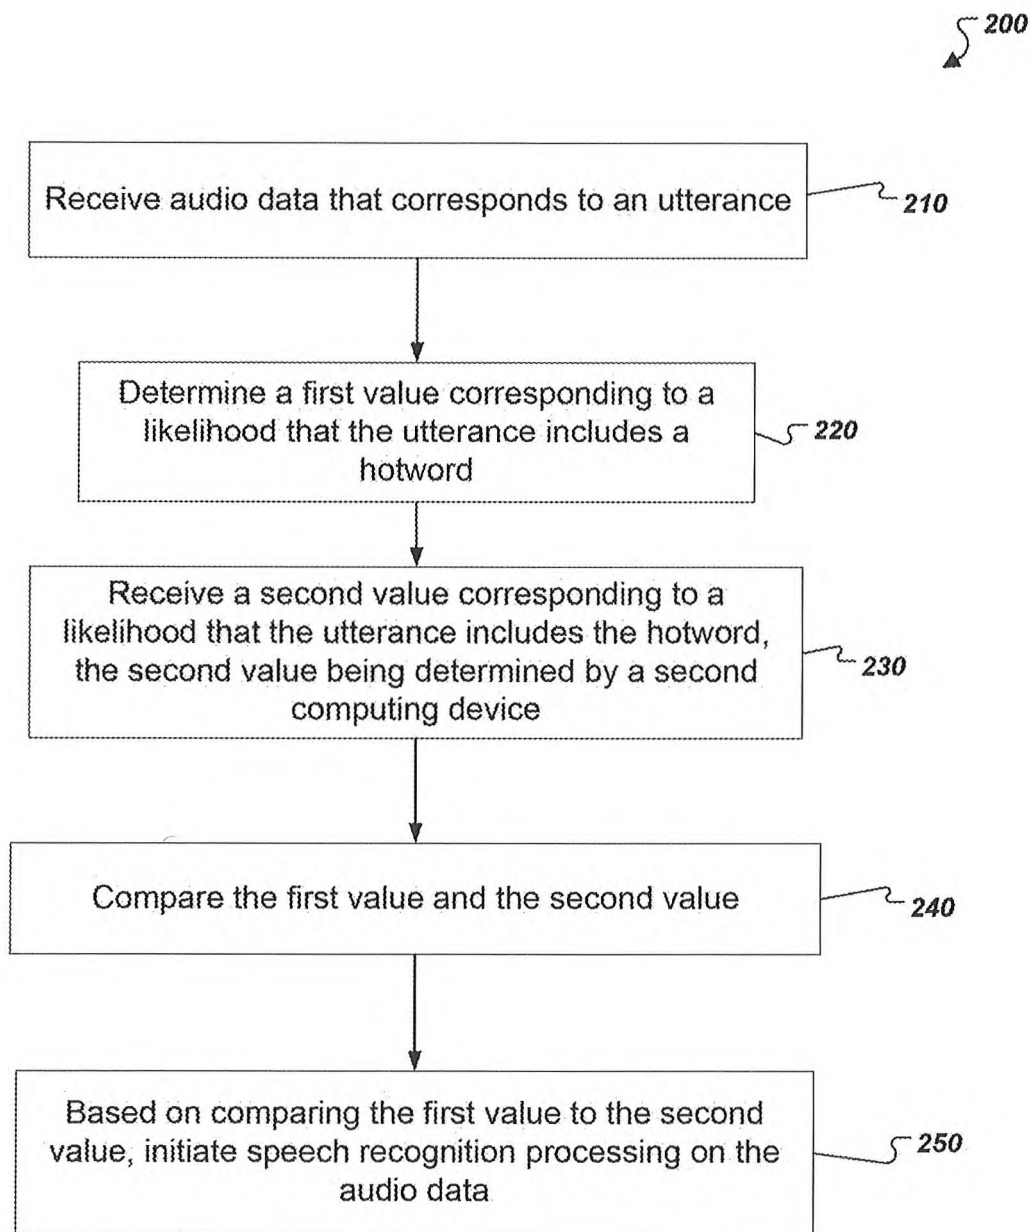 200
Receive audio data that corresponds to an utterance
210
Determine a first value corresponding to a
likelihood that the utterance includes a
hotword
220
Receive a second value corresponding to a
likelihood that the utterance includes the hotword,
the second value being determined by a second
computing device
230
Compare the first value and the second value
240
Based on comparing the first value to the second
value, initiate speech recognition processing on the
audio data
250